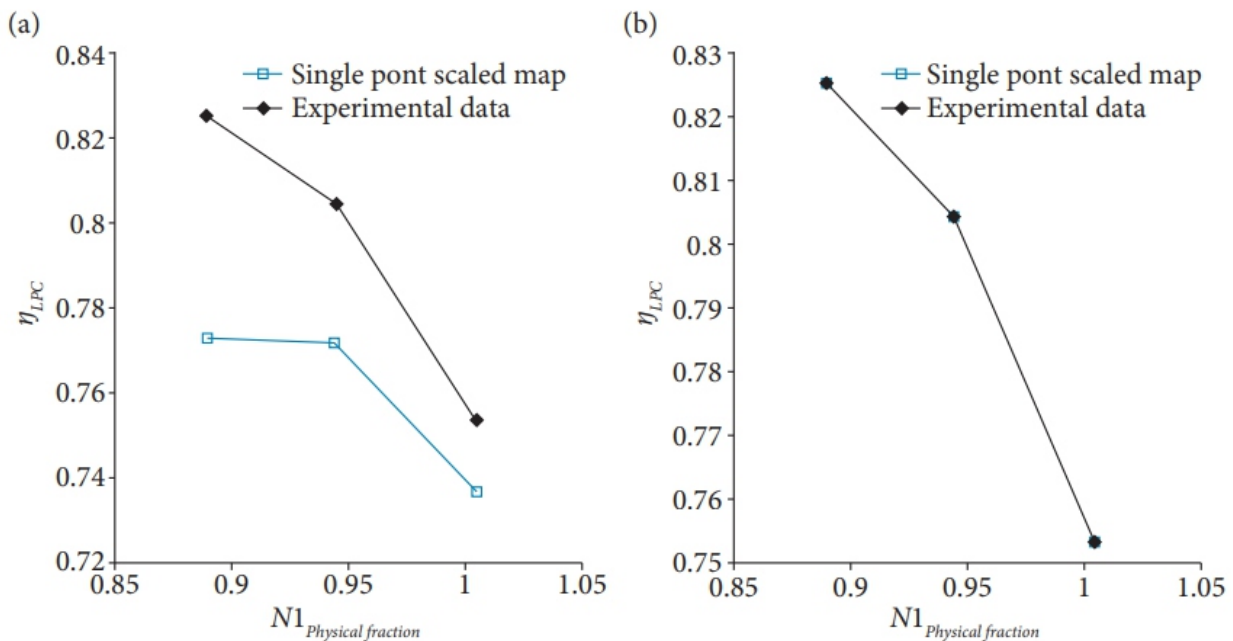 (a)
0.84
0.82
0.8
0.78
0.76
0.74
0.72
η_LPC
Single pont scaled map
Experimental data
0.85 0.9 0.95 1 1.05
N1_Physical fraction
(b)
0.83
0.82
0.81
0.8
0.79
0.78
0.77
0.76
0.75
η_LPC
Single pont scaled map
Experimental data
0.85 0.9 0.95 1 1.05
N1_Physical fraction